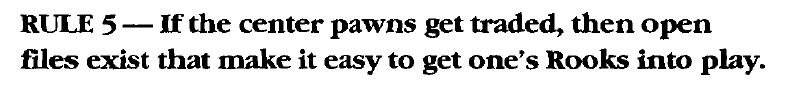 RULE 5 — If the center pawns get traded, then open
files exist that make it easy to get one's Rooks into play.